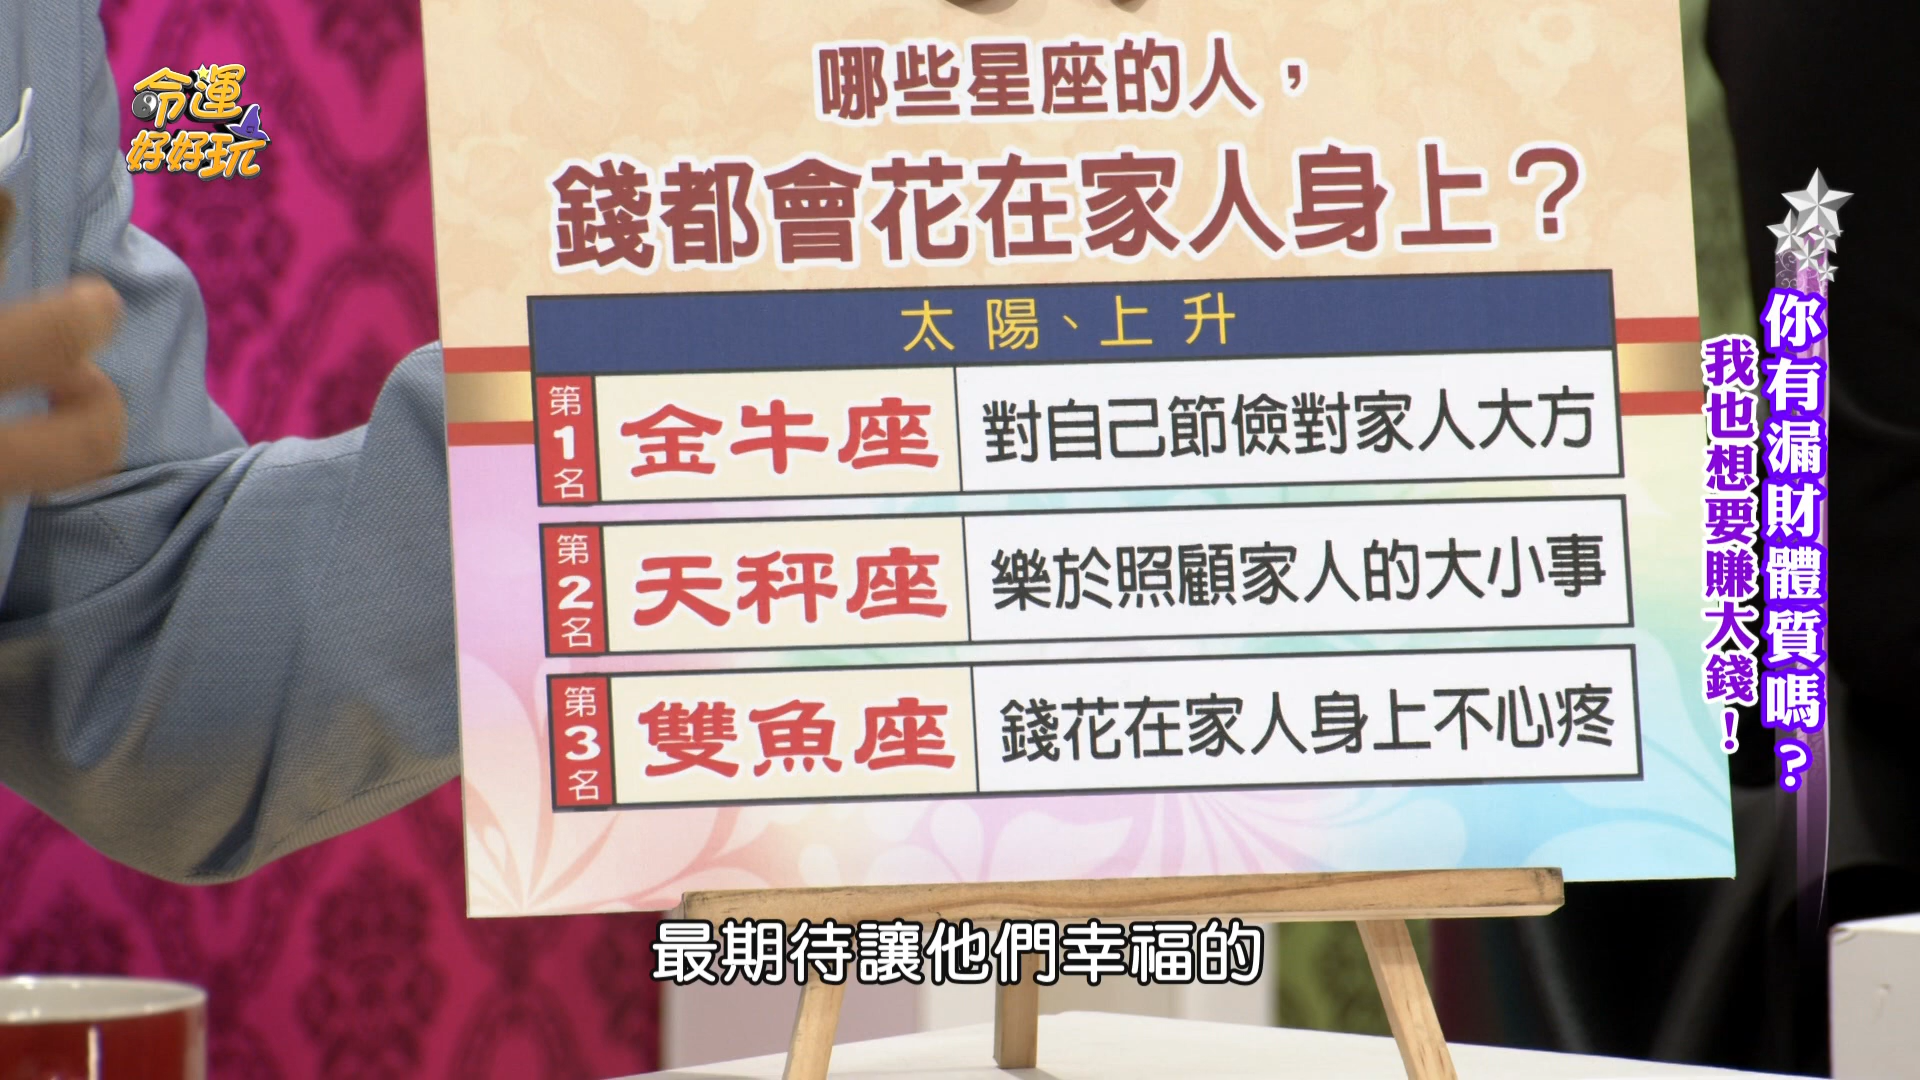 命運
好好玩
哪些星座的人，
錢都會花在家人身上？
太陽、上升
第1名 金牛座 對自己節儉對家人大方
第2名 天秤座 樂於照顧家人的大小事
第3名 雙魚座 錢花在家人身上不心疼
你有漏財體質嗎？
我也想要賺大錢！
最期待讓他們幸福的